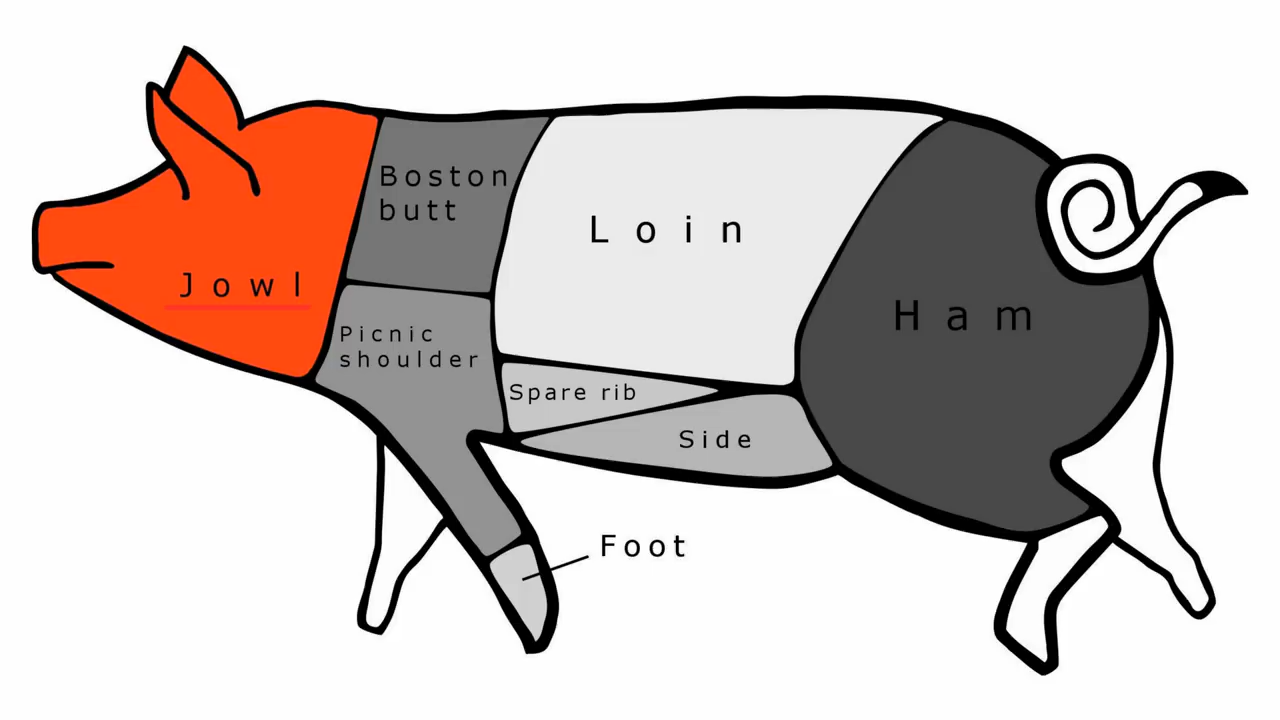 Boston
butt
Loin
Jowl
Ham
Picnic
shoulder
Spare rib
Side
Foot